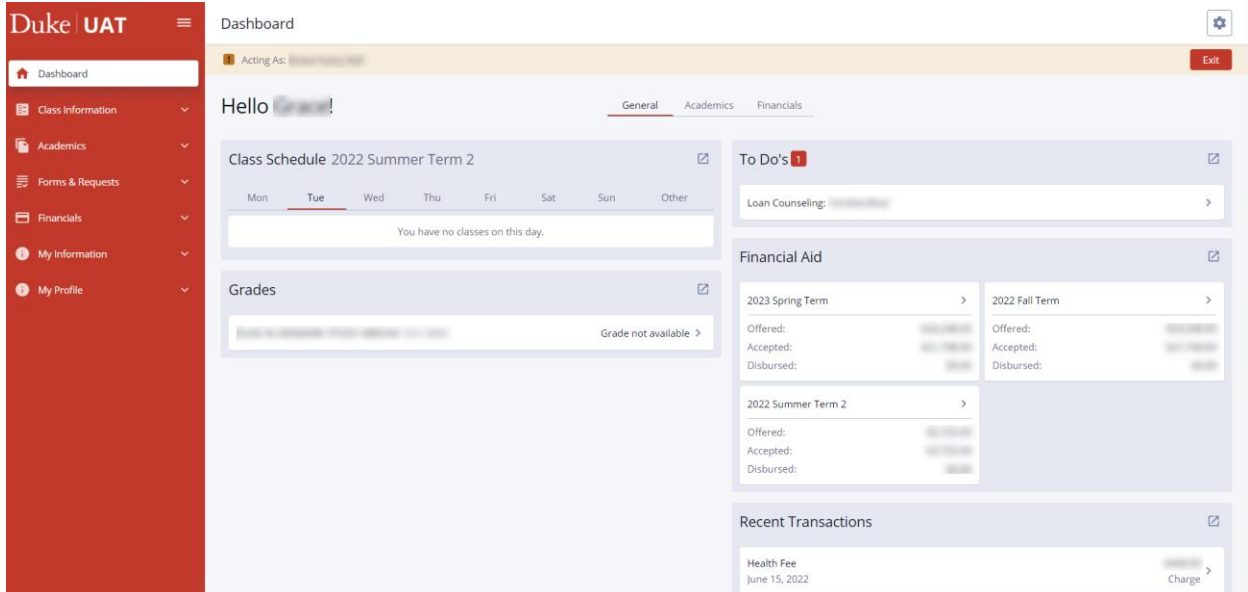 Duke UAT
Dashboard
Class Information
Academics
Forms & Requests
Financials
My Information
My Profile
Dashboard
Acting As:
Exit
Hello !
General Academics Financials
Class Schedule 2022 Summer Term 2
Mon Tue Wed Thu Fri Sat Sun Other
You have no classes on this day.
Grades
Grade not available
To Do's 1
Loan Counseling:
Financial Aid
2023 Spring Term
Offered:
Accepted:
Disbursed:
2022 Fall Term
Offered:
Accepted:
Disbursed:
2022 Summer Term 2
Offered:
Accepted:
Disbursed:
Recent Transactions
Health Fee
June 15, 2022
Charge